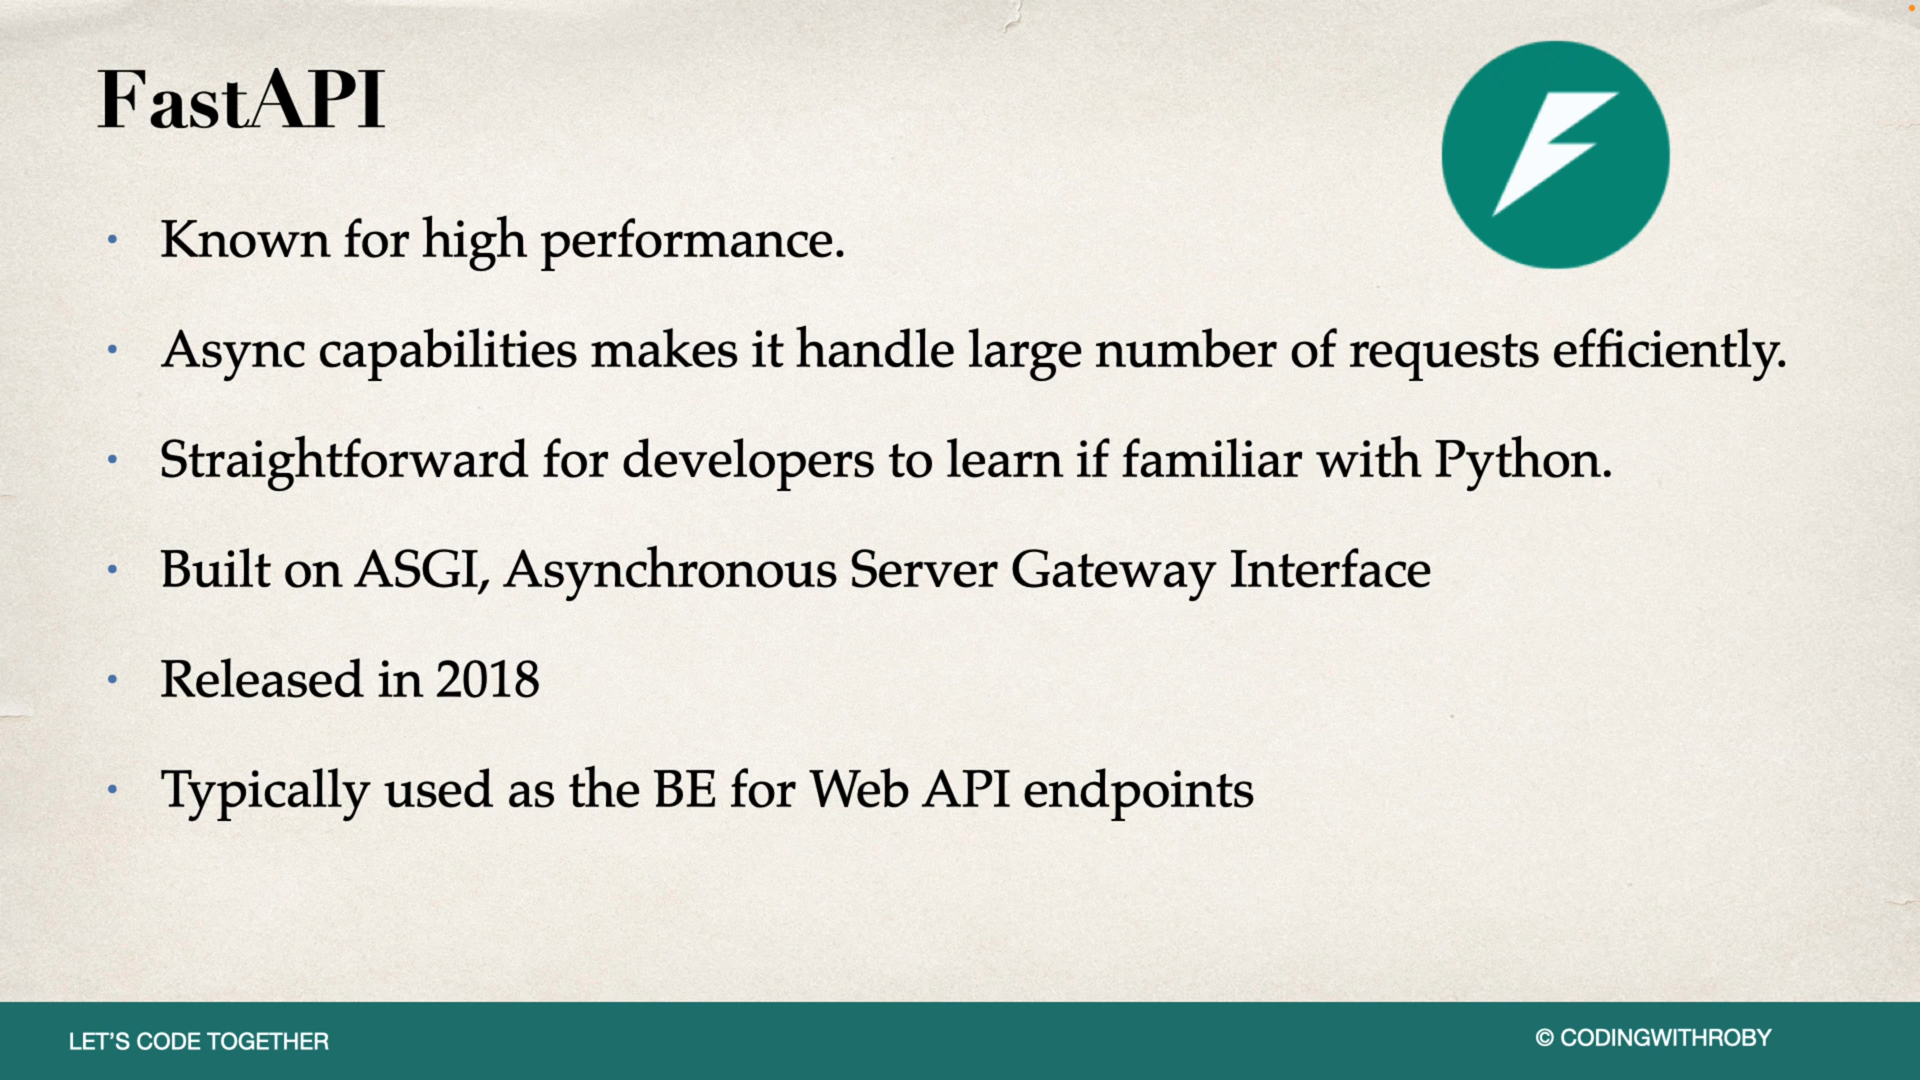 FastAPI
Known for high performance.
Async capabilities makes it handle large number of requests efficiently.
Straightforward for developers to learn if familiar with Python.
Built on ASGI, Asynchronous Server Gateway Interface
Released in 2018
Typically used as the BE for Web API endpoints
LET'S CODE TOGETHER
© CODINGWITHROBY